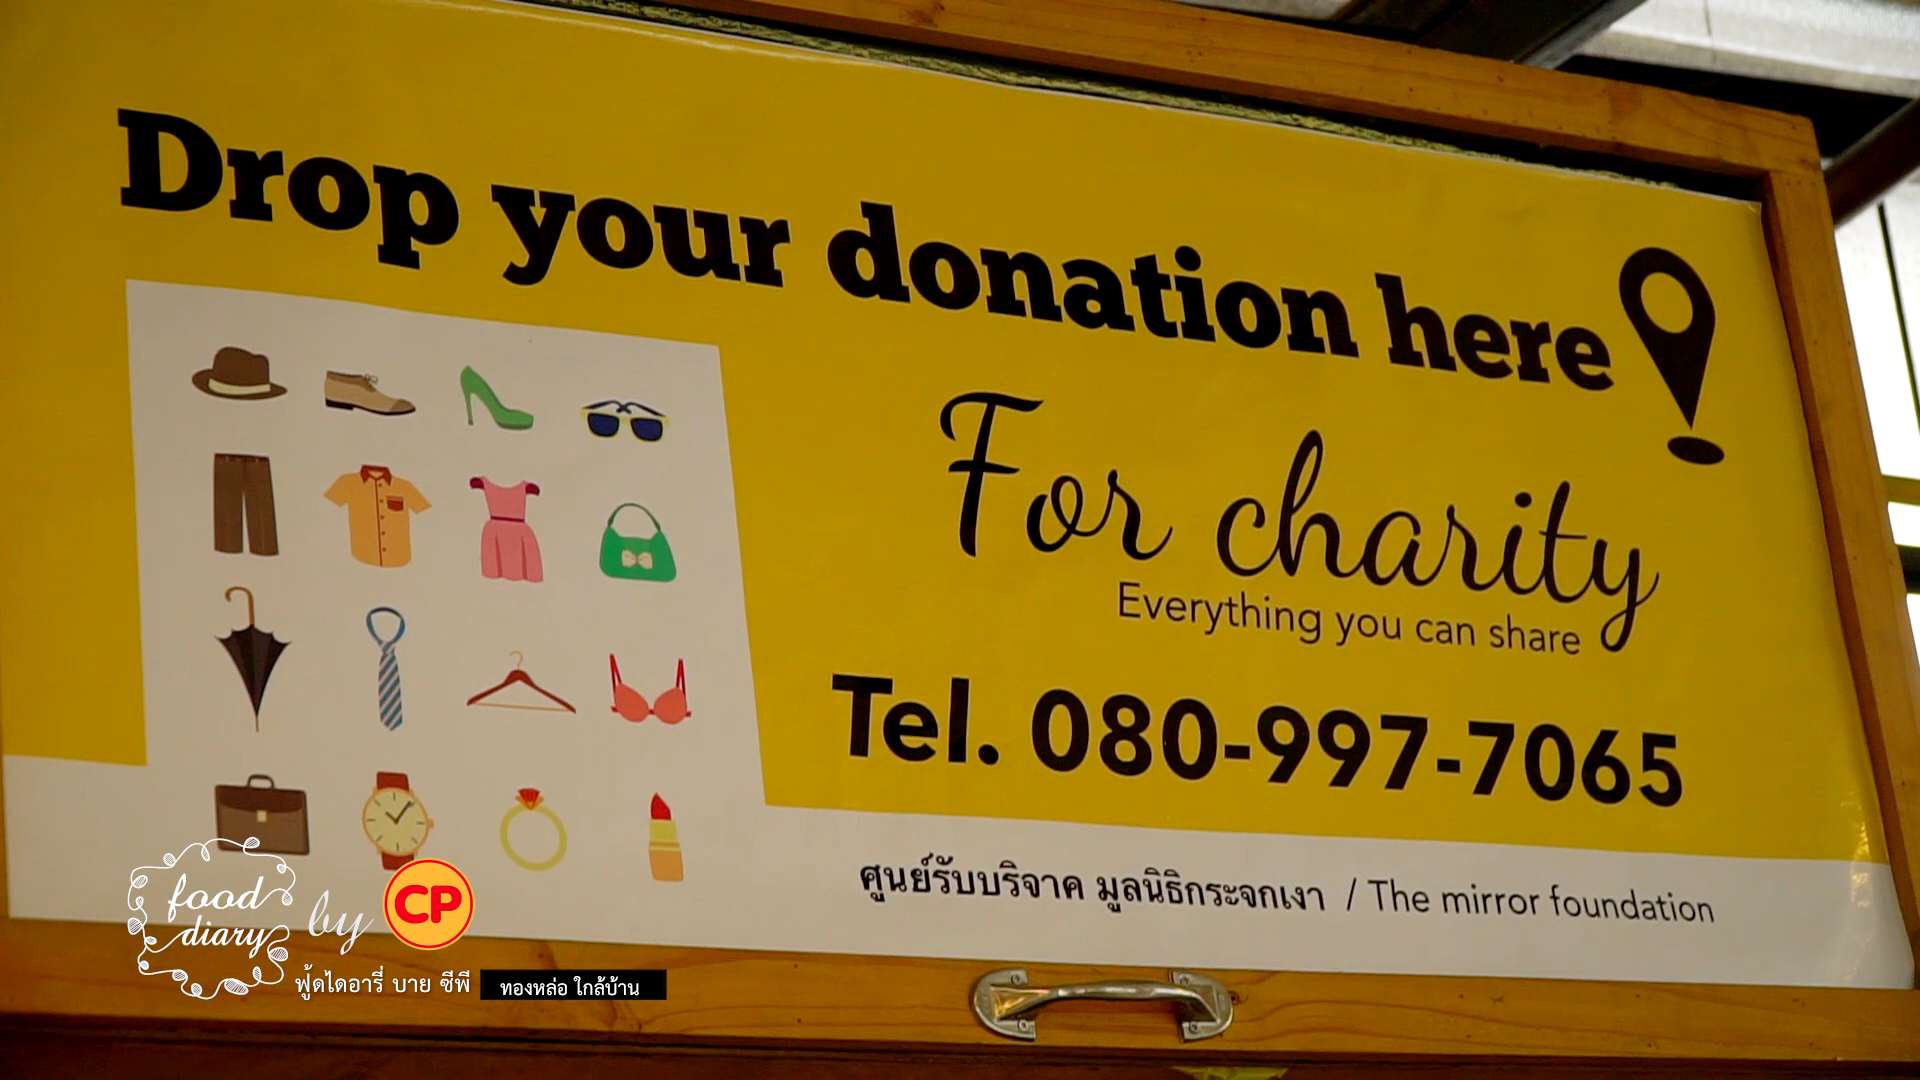 Drop your donation here
For charity
Everything you can share
Tel. 080-997-7065
ศูนย์รับบริจาค มูลนิธิกระจกเงา / The mirror foundation
food diary by CP
ฟู้ดไดอารี่ บาย ซีพี
ทองหล่อ ใกล้บ้าน